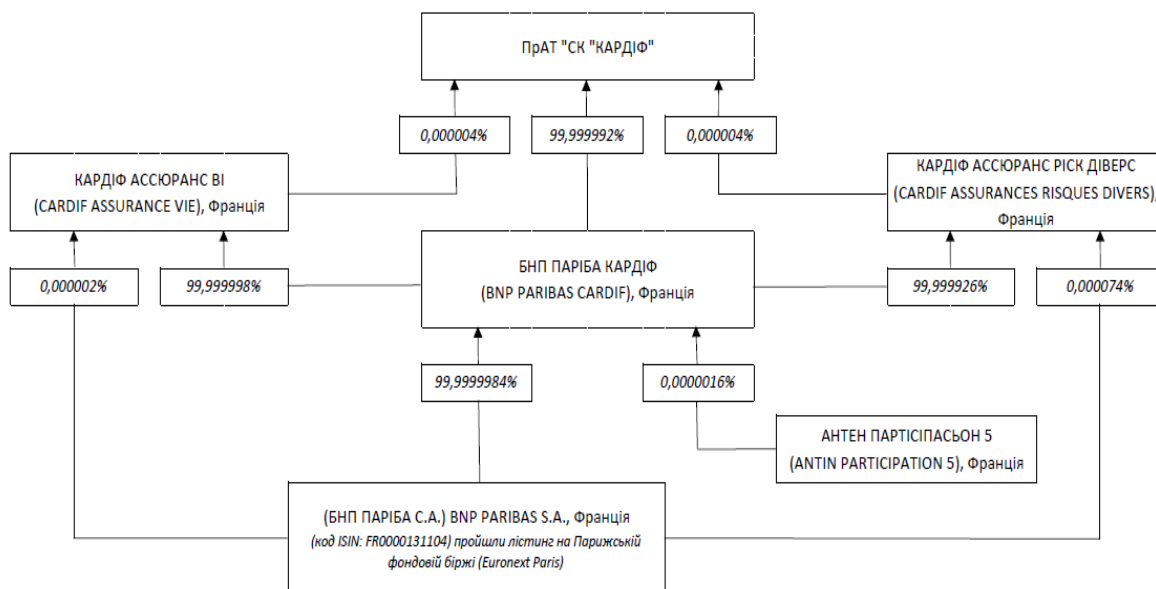 ПрАТ "СК "КАРДІФ"
0,000004%
99,999992%
0,000004%
КАРДІФ АССЮРАНС ВІ
(CARDIF ASSURANCE VIE), Франція
КАРДІФ АССЮРАНС РІСК ДІВЕРС
(CARDIF ASSURANCES RISQUES DIVERS),
Франція
БНП ПАРІБА КАРДІФ
(BNP PARIBAS CARDIF), Франція
0,000002%
99,999998%
99,999926%
0,000074%
99,9999984%
0,0000016%
АНТЕН ПАРТІСІПАСЬОН 5
(ANTIN PARTICIPATION 5), Франція
(БНП ПАРІБА С.А.) BNP PARIBAS S.A., Франція
(код ISIN: FR0000131104) пройшли лістинг на Парижській
фондовій біржі (Euronext Paris)